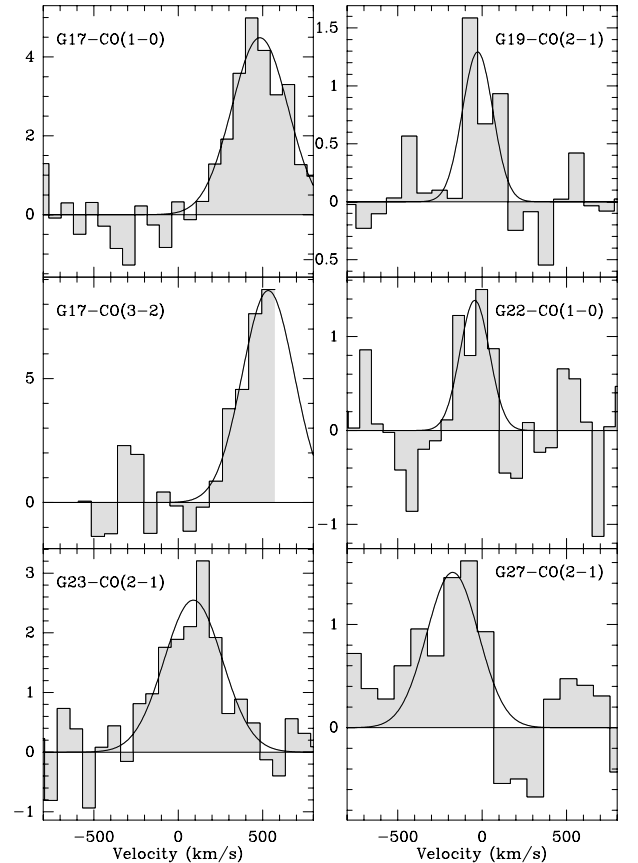 G17-CO(1-0)
4
2
0
G19-CO(2-1)
1.5
1
0.5
0
0.5
G17-CO(3-2)
5
0
G22-CO(1-0)
1
0
-1
G23-CO(2-1)
3
2
1
0
-1
G27-CO(2-1)
1
0
-500 0 500
-500 0 500
Velocity (km/s)
Velocity (km/s)